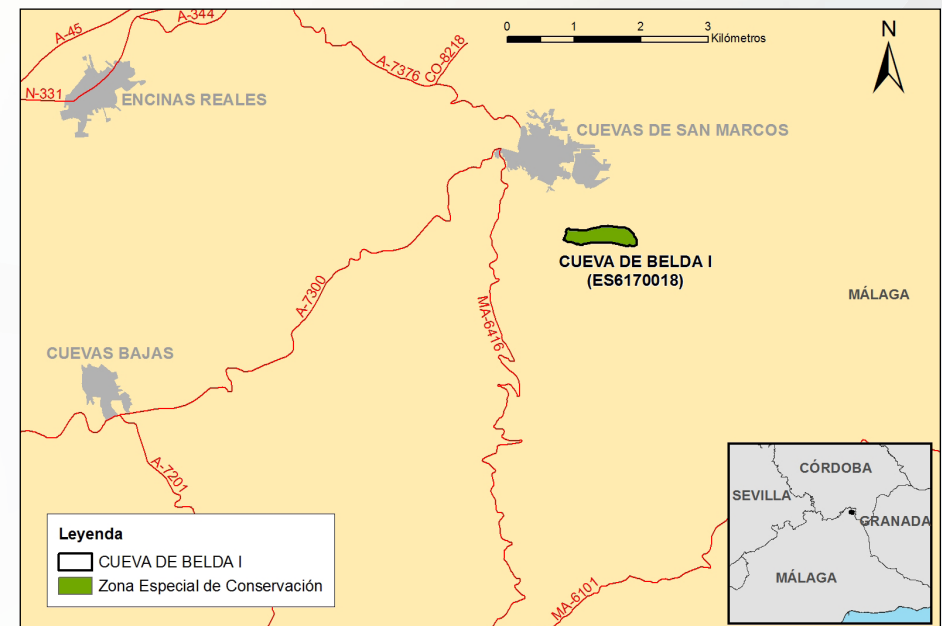 A-45
A-344
N-331
ENCINAS REALES
A-7376
CO-8218
0 1 2 3
Kilómetros
N
CUEVAS DE SAN MARCOS
CUEVA DE BELDA I
(ES6170018)
MÁLAGA
A-7300
MA-6416
CUEVAS BAJAS
A-7201
MA-6101
Leyenda
CUEVA DE BELDA I
Zona Especial de Conservación
CÓRDOBA
SEVILLA
GRANADA
MÁLAGA